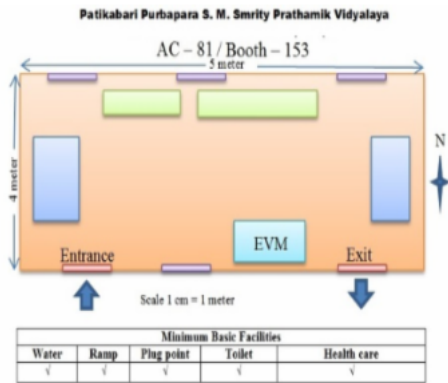 Patikabari Purbapara S. M. Smrity Prathamik Vidyalaya
AC – 81 / Booth – 153
5 meter
4 meter
N
EVM
Entrance
Exit
Scale 1 cm = 1 meter
Minimum Basic Facilities
Water Ramp Plug point Toilet Health care
√ √ √ √ √